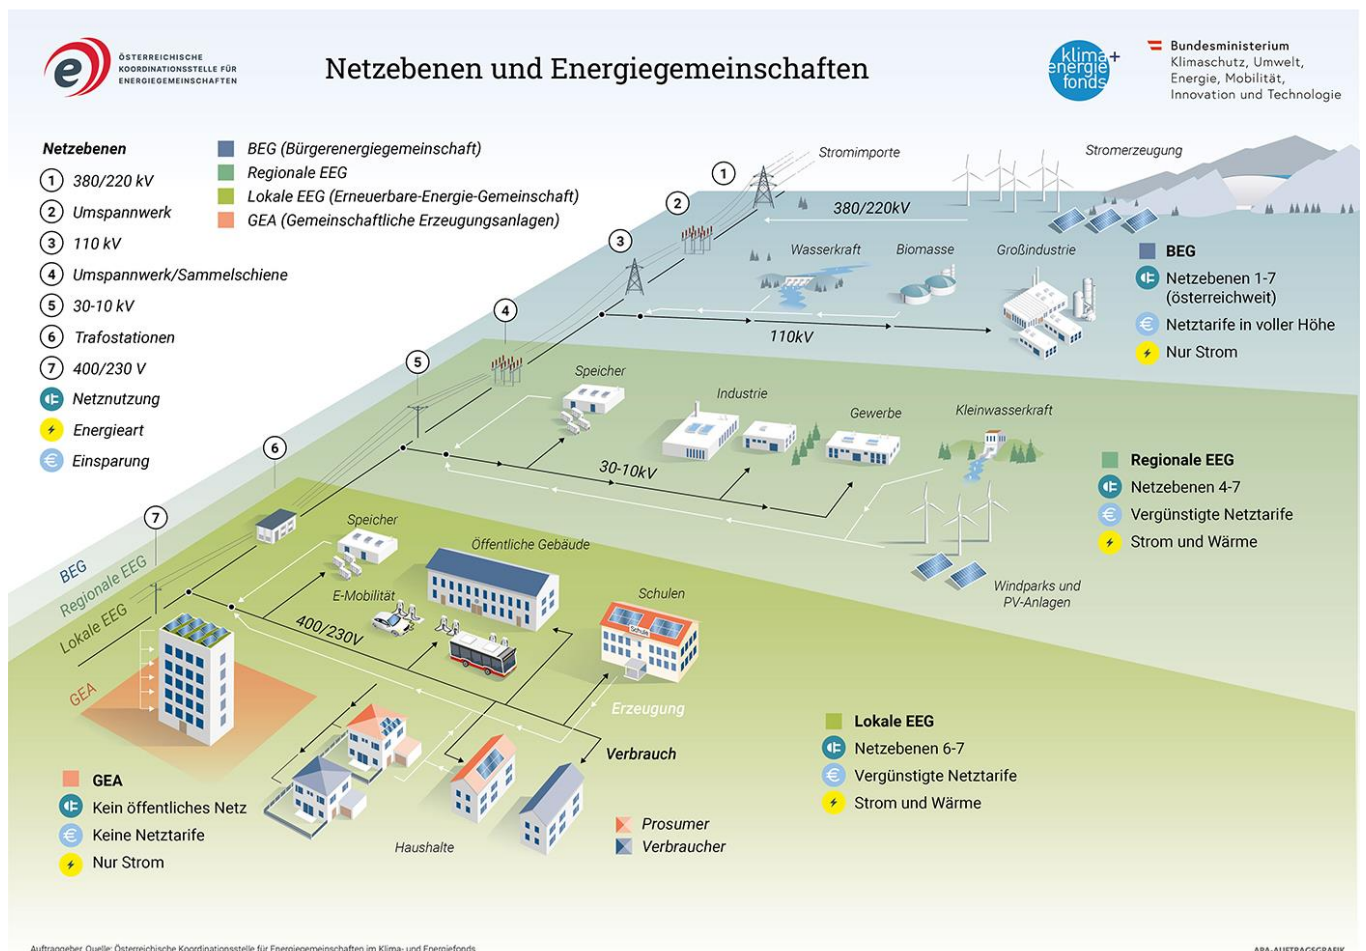 ÖSTERREICHISCHE
KOORDINATIONSSTELLE FÜR
ENERGIEGEMEINSCHAFTEN
Netzebenen und Energiegemeinschaften
klima+
energie
fonds
Bundesministerium
Klimaschutz, Umwelt,
Energie, Mobilität,
Innovation und Technologie
Netzebenen
1 380/220 kV
2 Umspannwerk
3 110 kV
4 Umspannwerk/Sammelschiene
5 30-10 kV
6 Trafostationen
7 400/230 V
Netznutzung
Energieart
€ Einsparung
BEG (Bürgerenergiegemeinschaft)
Regionale EEG
Lokale EEG (Erneuerbare-Energie-Gemeinschaft)
GEA (Gemeinschaftliche Erzeugungsanlagen)
1
Stromimporte
Stromerzeugung
2
380/220kV
3
Wasserkraft
Biomasse
Großindustrie
110kV
BEG
Netzebenen 1-7
(österreichweit)
€ Netztarife in voller Höhe
Nur Strom
4
5
Speicher
Industrie
Gewerbe
Kleinwasserkraft
30-10kV
Windparks und
PV-Anlagen
Regionale EEG
Netzebenen 4-7
€ Vergünstigte Netztarife
Strom und Wärme
6
7
Speicher
Öffentliche Gebäude
E-Mobilität
Schulen
Schule
400/230V
BEG
Regionale EEG
Lokale EEG
GEA
Erzeugung
Verbrauch
Haushalte
Prosumer
Verbraucher
Lokale EEG
Netzebenen 6-7
€ Vergünstigte Netztarife
Strom und Wärme
GEA
Kein öffentliches Netz
€ Keine Netztarife
Nur Strom
Auftraggeber, Quelle: Österreichische Koordinationsstelle für Energiegemeinschaften im Klima- und Energiefonds
APA-AUFTRAGSGRAFIK